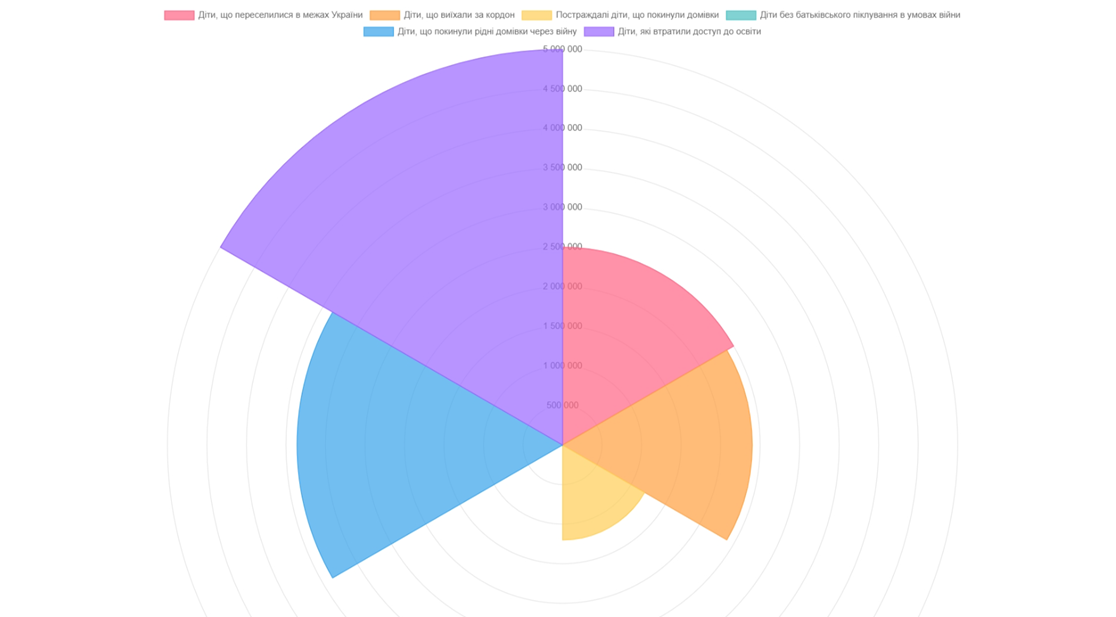 Діти, що переселилися в межах України Діти, що виїхали за кордон Постраждалі діти, що покинули домівки Діти без батьківського піклування в умовах війни
Діти, що покинули рідні домівки через війну Діти, які втратили доступ до освіти
5 000 000
4 500 000
4 000 000
3 500 000
3 000 000
2 500 000
2 000 000
1 500 000
1 000 000
500 000